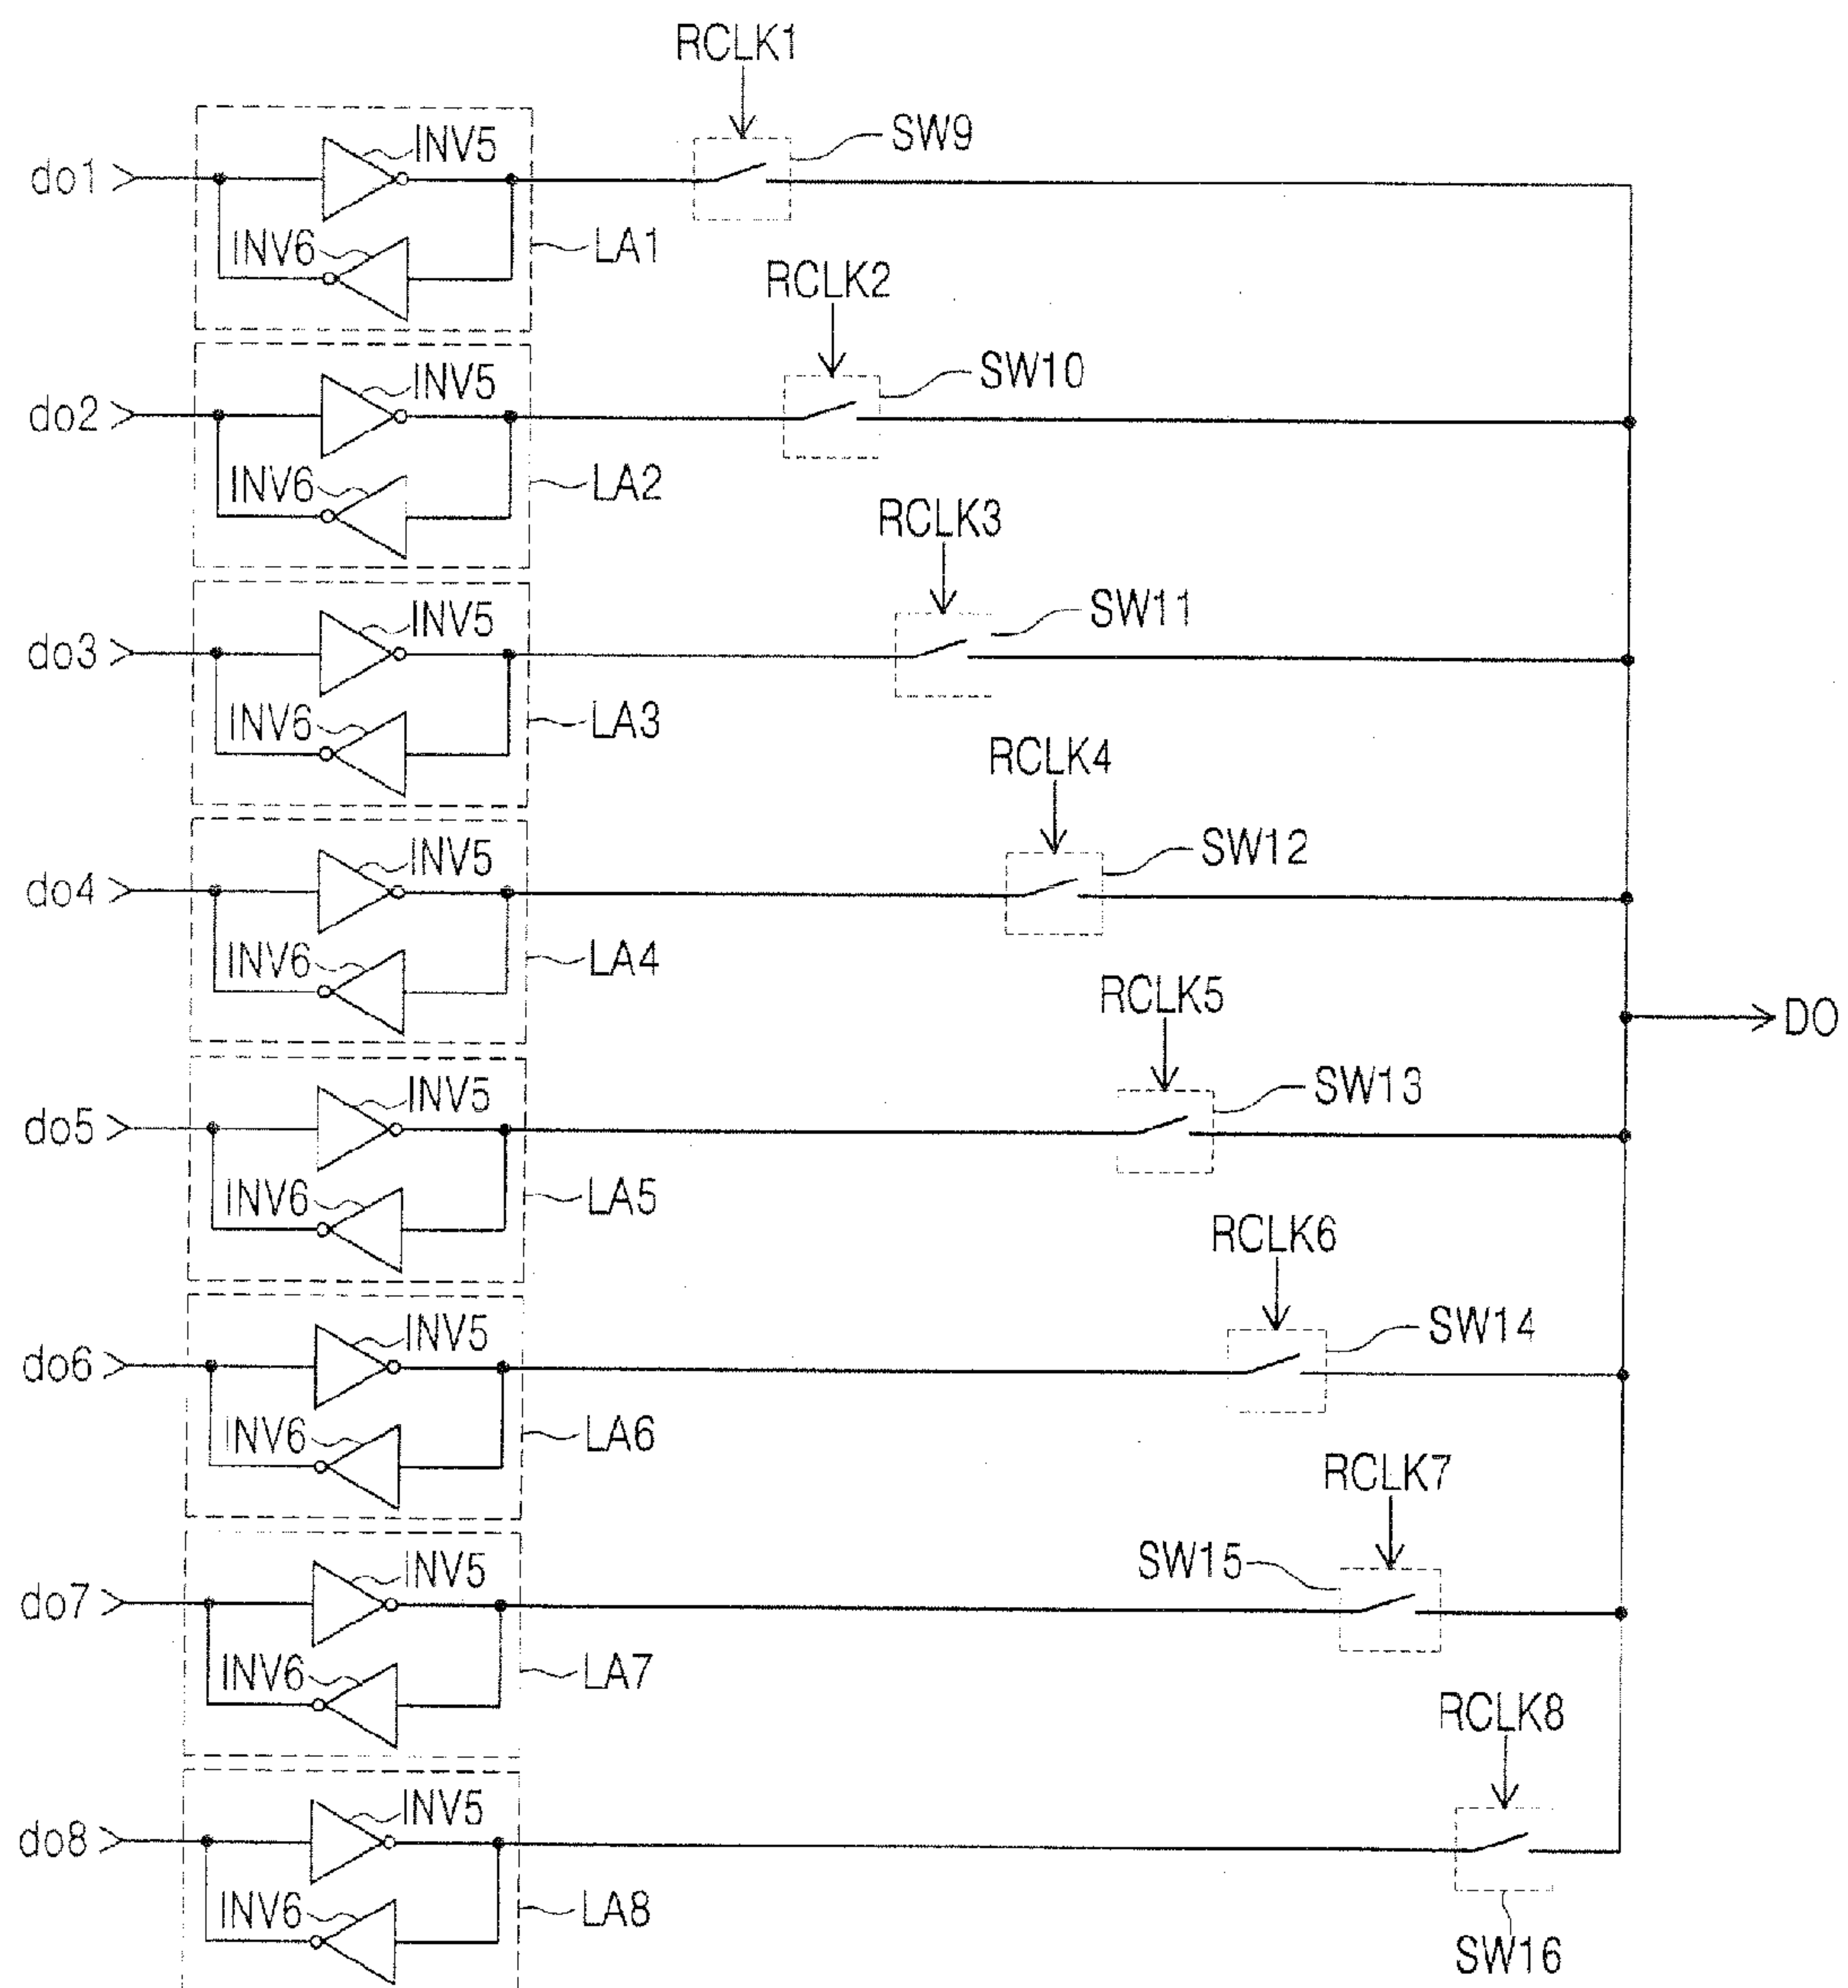 RCLK1
do1 INV5 SW9
INV6 LA1
RCLK2
do2 INV5 SW10
INV6 LA2
RCLK3
do3 INV5 SW11
INV6 LA3
RCLK4
do4 INV5 SW12
INV6 LA4
RCLK5
DO
do5 INV5 SW13
INV6 LA5
RCLK6
do6 INV5 SW14
INV6 LA6
RCLK7
do7 INV5 SW15
INV6 LA7
RCLK8
do8 INV5
INV6 LA8
SW16